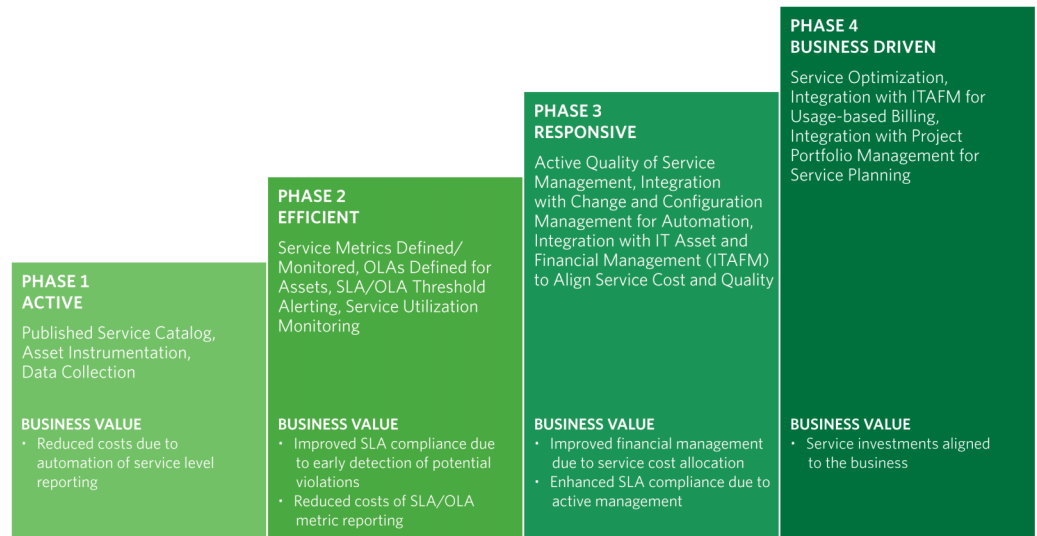 PHASE 1
ACTIVE
Published Service Catalog,
Asset Instrumentation,
Data Collection
BUSINESS VALUE
• Reduced costs due to
automation of service level
reporting
PHASE 2
EFFICIENT
Service Metrics Defined/
Monitored, OLAs Defined for
Assets, SLA/OLA Threshold
Alerting, Service Utilization
Monitoring
BUSINESS VALUE
• Improved SLA compliance due
to early detection of potential
violations
• Reduced costs of SLA/OLA
metric reporting
PHASE 3
RESPONSIVE
Active Quality of Service
Management, Integration
with Change and Configuration
Management for Automation,
Integration with IT Asset and
Financial Management (ITAFM)
to Align Service Cost and Quality
BUSINESS VALUE
• Improved financial management
due to service cost allocation
• Enhanced SLA compliance due to
active management
PHASE 4
BUSINESS DRIVEN
Service Optimization,
Integration with ITAFM for
Usage-based Billing,
Integration with Project
Portfolio Management for
Service Planning
BUSINESS VALUE
• Service investments aligned
to the business